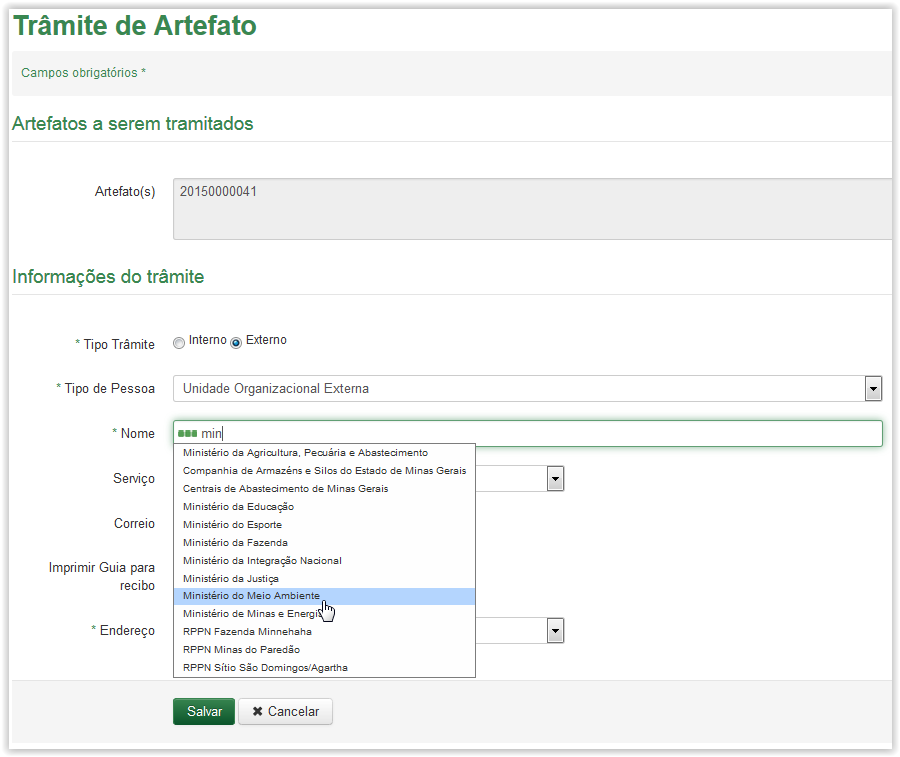 Trâmite de Artefato
Campos obrigatórios *
Artefatos a serem tramitados
Artefato(s)
20150000041
Informações do trâmite
* Tipo Trâmite
Interno
Externo
* Tipo de Pessoa
Unidade Organizacional Externa
* Nome
min
Ministério da Agricultura, Pecuária e Abastecimento
Companhia de Armazéns e Silos do Estado de Minas Gerais
Centrais de Abastecimento de Minas Gerais
Ministério da Educação
Ministério do Esporte
Ministério da Fazenda
Ministério da Integração Nacional
Ministério da Justiça
Ministério do Meio Ambiente
Ministério de Minas e Energia
RPPN Fazenda Minnehaha
RPPN Minas do Paredão
RPPN Sítio São Domingos/Agartha
Serviço
Correio
Imprimir Guia para
recibo
* Endereço
Salvar
✖ Cancelar